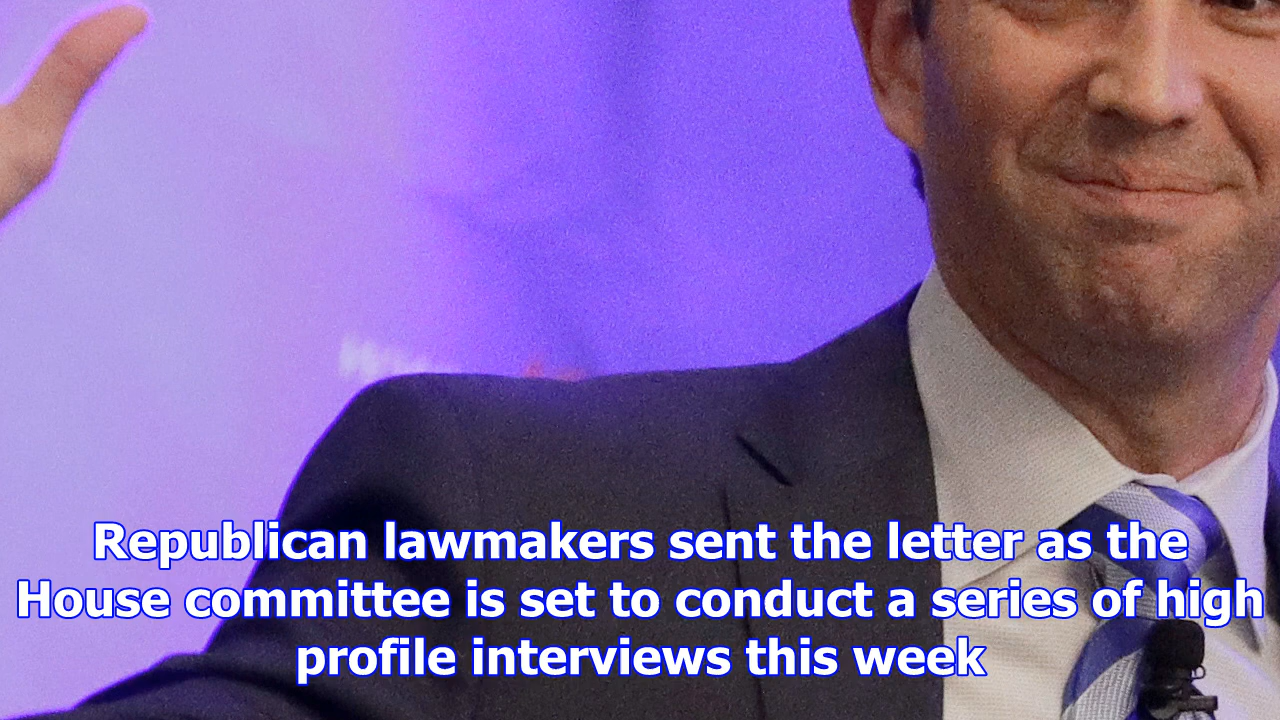 Republican lawmakers sent the letter as the
House committee is set to conduct a series of high
profile interviews this week